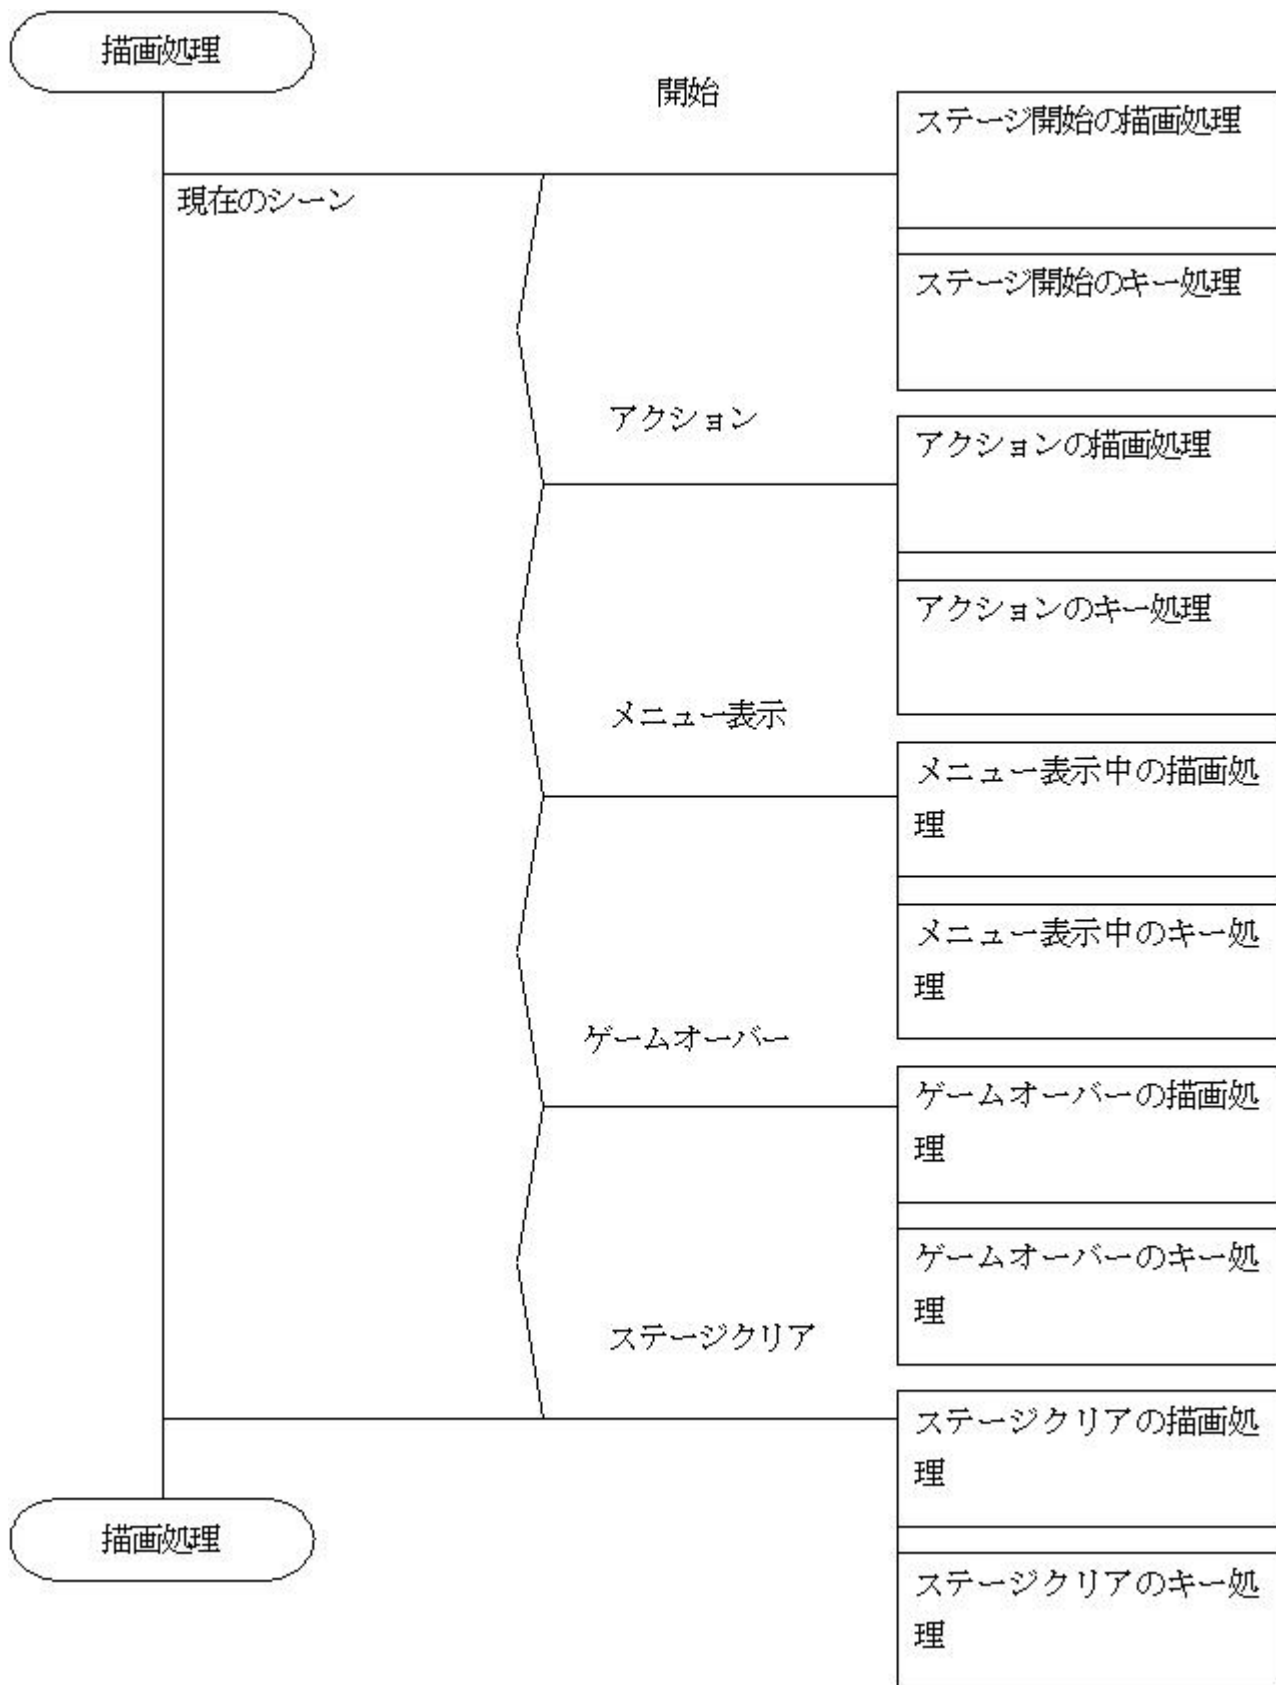 描画処理
開始
ステージ開始の描画処理
現在のシーン
ステージ開始のキー処理
アクション
アクションの描画処理
アクションのキー処理
メニュー表示
メニュー表示中の描画処
理
メニュー表示中のキー処
理
ゲームオーバー
ゲームオーバーの描画処
理
ゲームオーバーのキー処
理
ステージクリア
ステージクリアの描画処
理
描画処理
ステージクリアのキー処
理